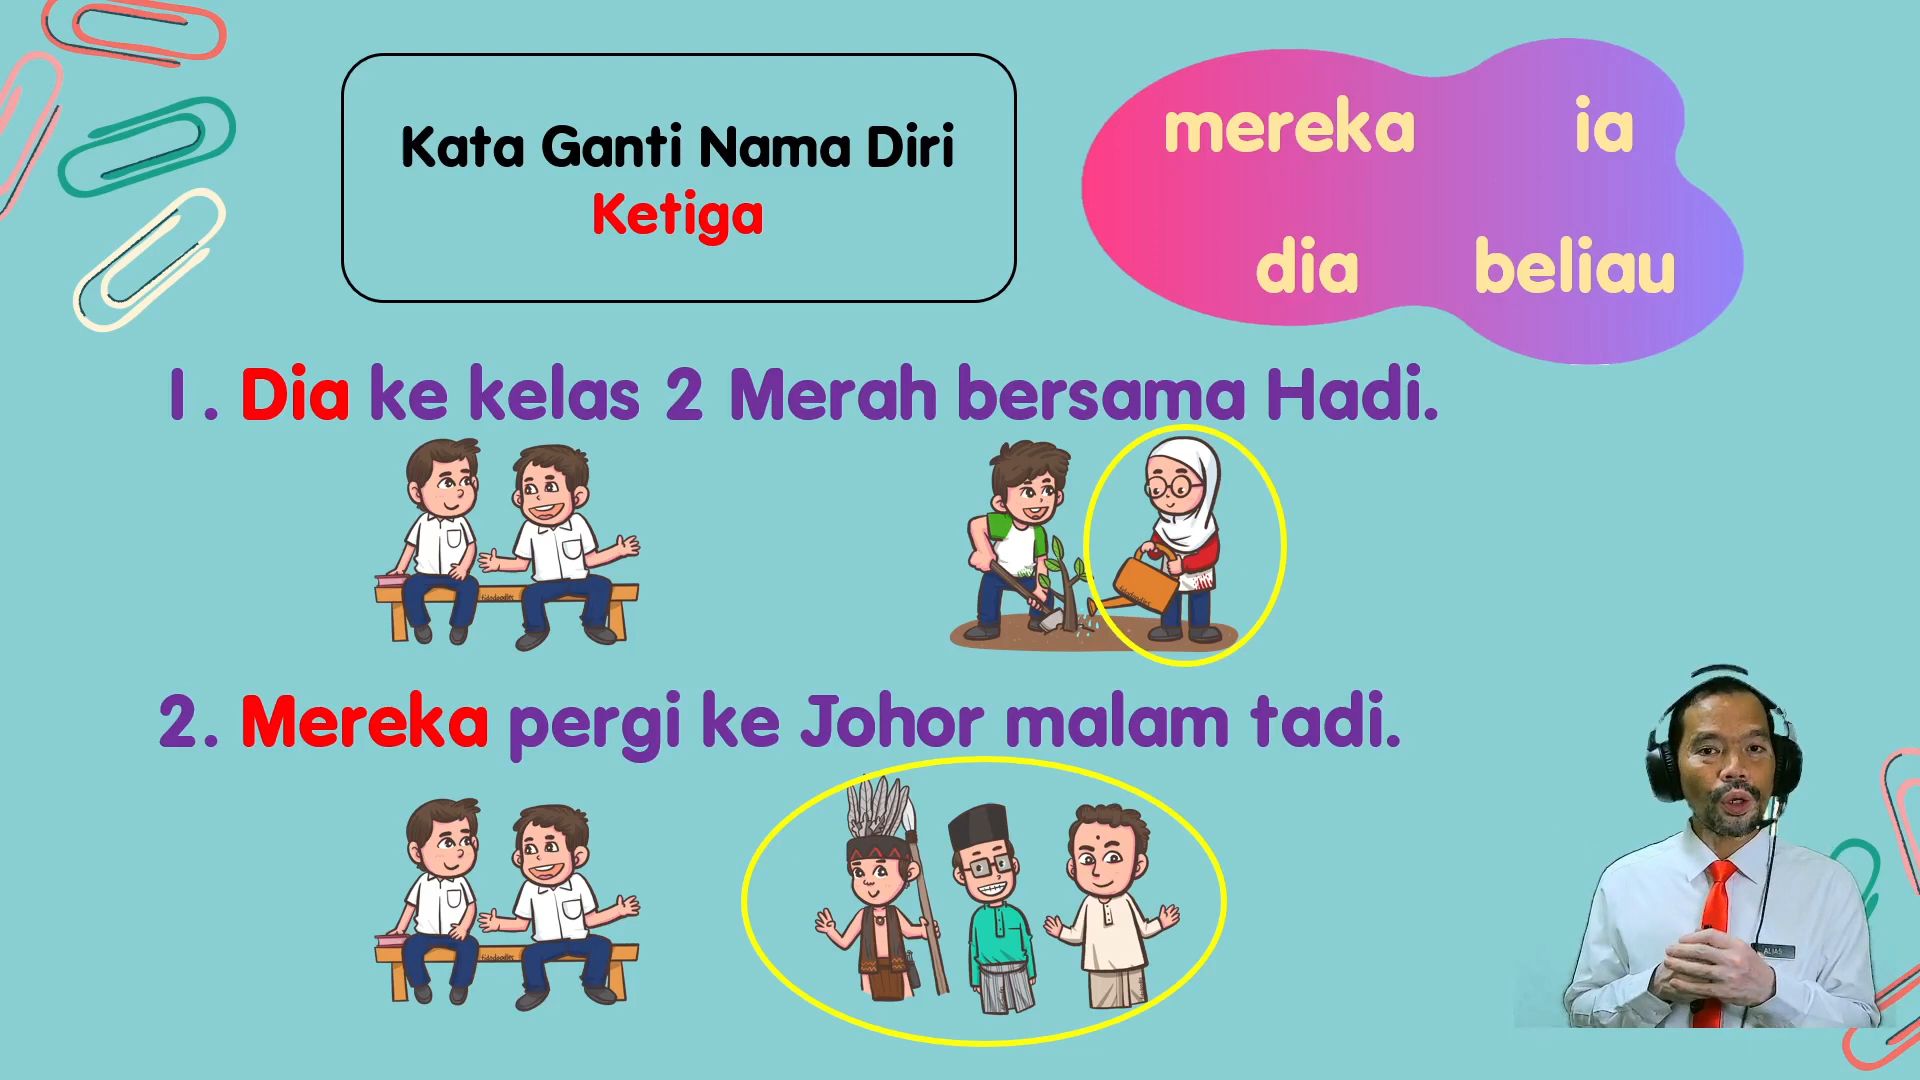 Kata Ganti Nama Diri
Ketiga
mereka ia
dia beliau
1. Dia ke kelas 2 Merah bersama Hadi.
2. Mereka pergi ke Johor malam tadi.
ALIAS